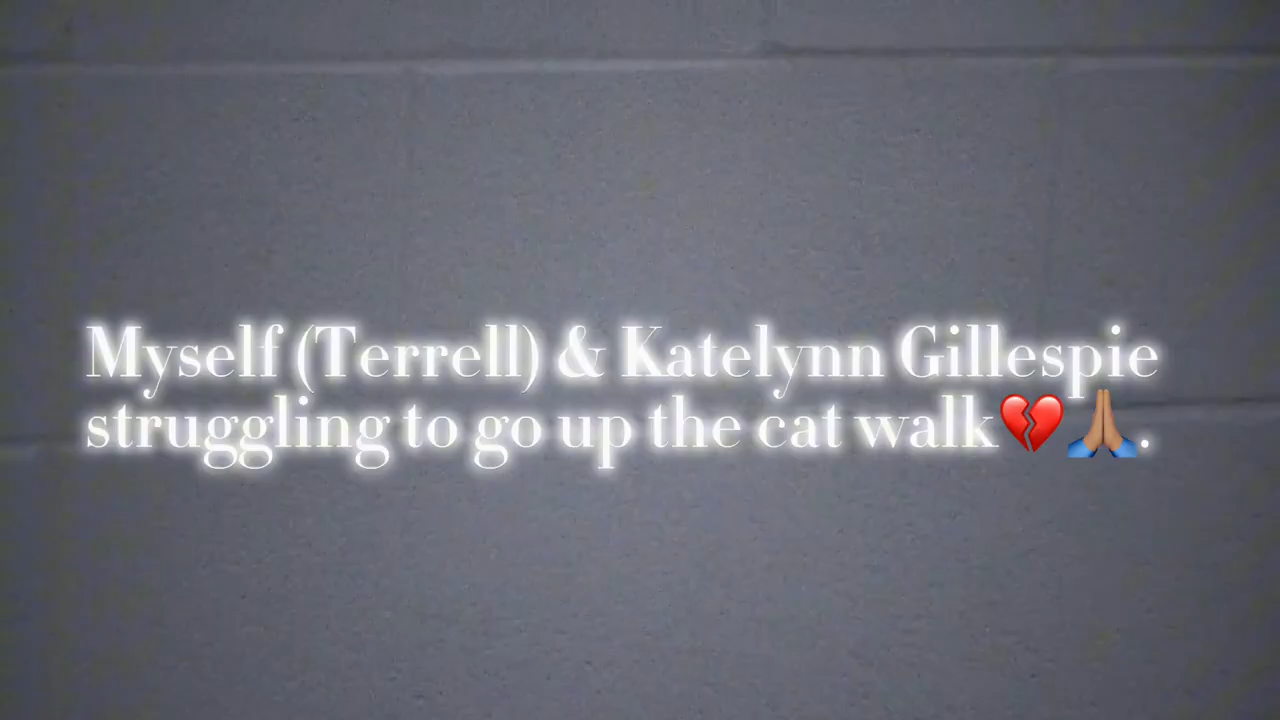 Myself (Terrell) & Katelynn Gillespie
struggling to go up the cat walk💔🙏🏽.